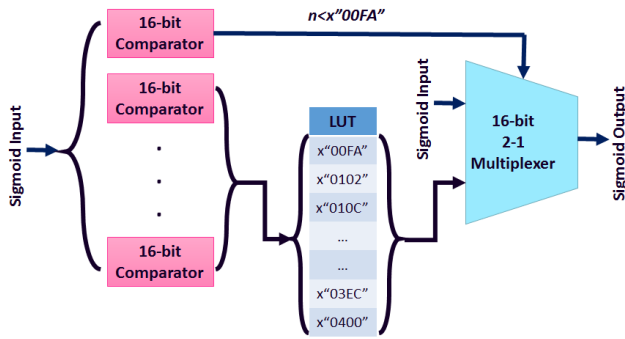 16-bit
Comparator
n<x”00FA”
16-bit
Comparator
.
.
.
16-bit
Comparator
Sigmoid Input
LUT
x“00FA”
x“0102”
x“010C”
...
...
x“03EC”
x“0400”
Sigmoid Input
16-bit
2-1
Multiplexer
Sigmoid Output